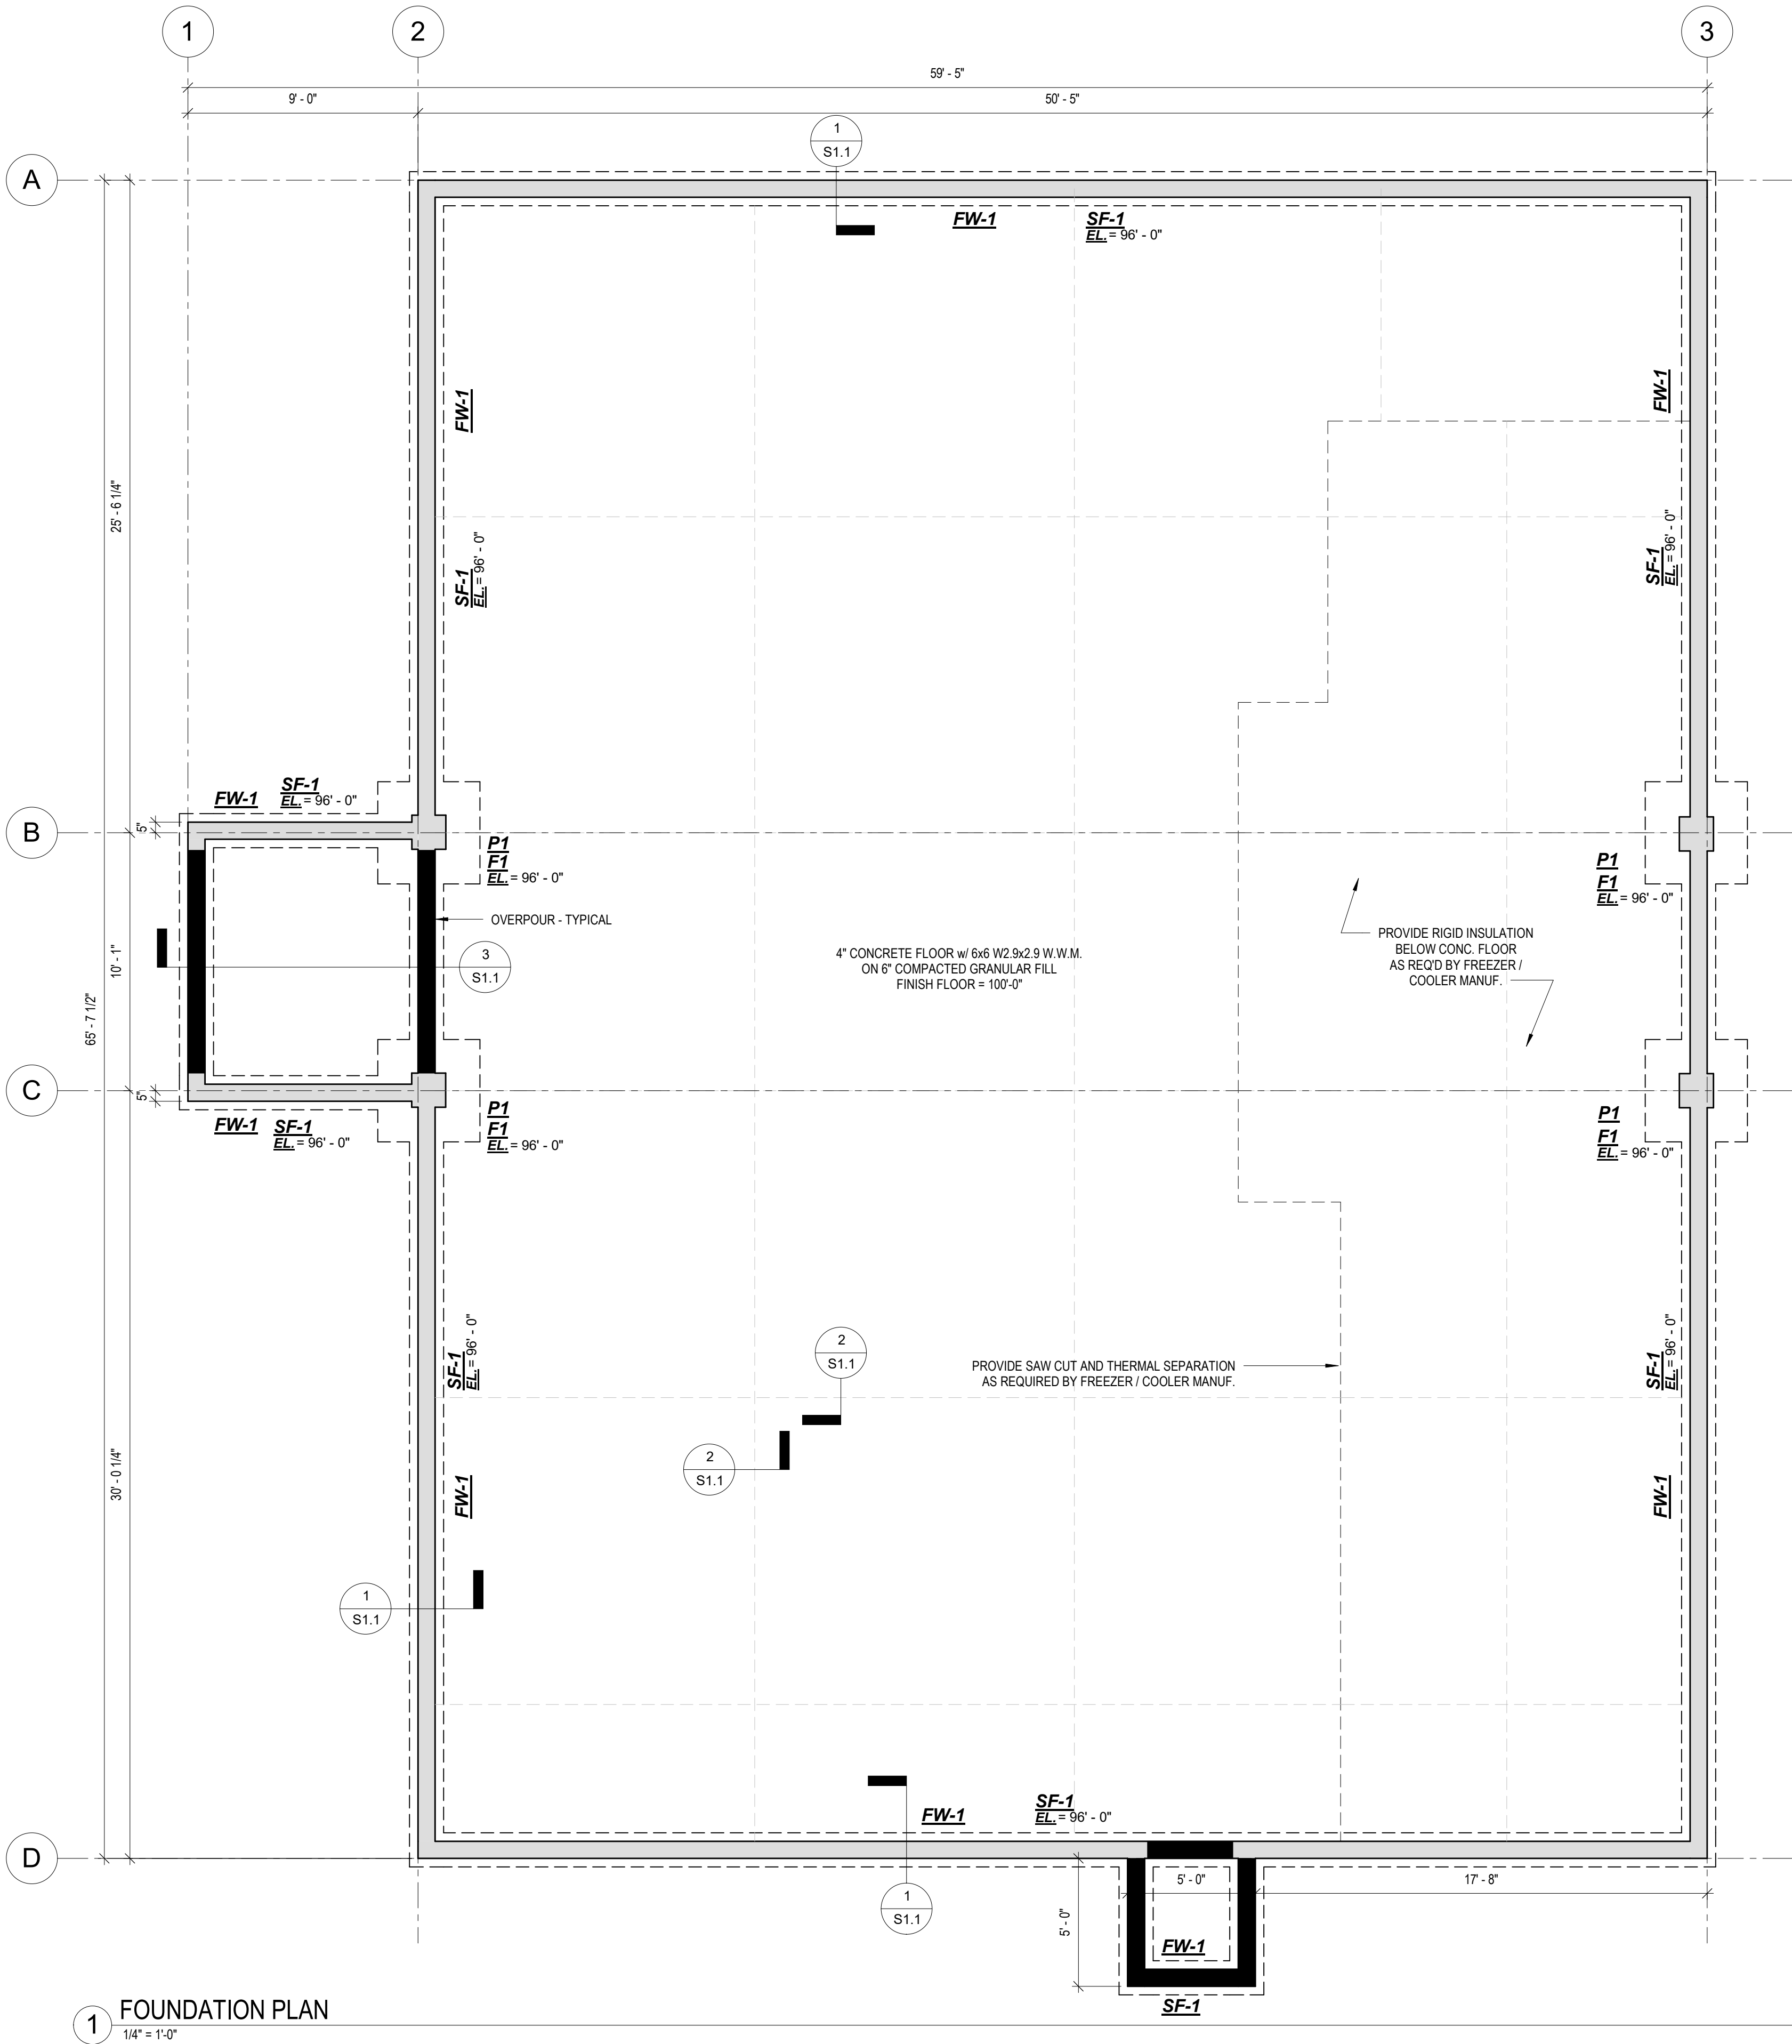 1
2
3
59' - 5"
9' - 0"
50' - 5"
1
S1.1
A
FW-1
SF-1
EL. = 96' - 0"
FW-1
FW-1
25' - 6 1/4"
SF-1
EL. = 96' - 0"
SF-1
EL. = 96' - 0"
SF-1
FW-1
EL. = 96' - 0"
B
5"
P1
F1
EL. = 96' - 0"
P1
F1
EL. = 96' - 0"
OVERPOUR - TYPICAL
3
S1.1
4" CONCRETE FLOOR w/ 6x6 W2.9x2.9 W.W.M.
ON 6" COMPACTED GRANULAR FILL
FINISH FLOOR = 100'-0"
PROVIDE RIGID INSULATION
BELOW CONC. FLOOR
AS REQ'D BY FREEZER /
COOLER MANUF.
10' - 1"
65' - 7 1/2"
C
5"
FW-1
SF-1
EL. = 96' - 0"
P1
F1
EL. = 96' - 0"
P1
F1
EL. = 96' - 0"
SF-1
EL. = 96' - 0"
2
S1.1
PROVIDE SAW CUT AND THERMAL SEPARATION
AS REQUIRED BY FREEZER / COOLER MANUF.
SF-1
EL. = 96' - 0"
30' - 0 1/4"
2
S1.1
FW-1
FW-1
1
S1.1
FW-1
SF-1
EL. = 96' - 0"
D
5' - 0"
17' - 8"
1
S1.1
5' - 0"
FW-1
SF-1
1
FOUNDATION PLAN
1/4" = 1'-0"